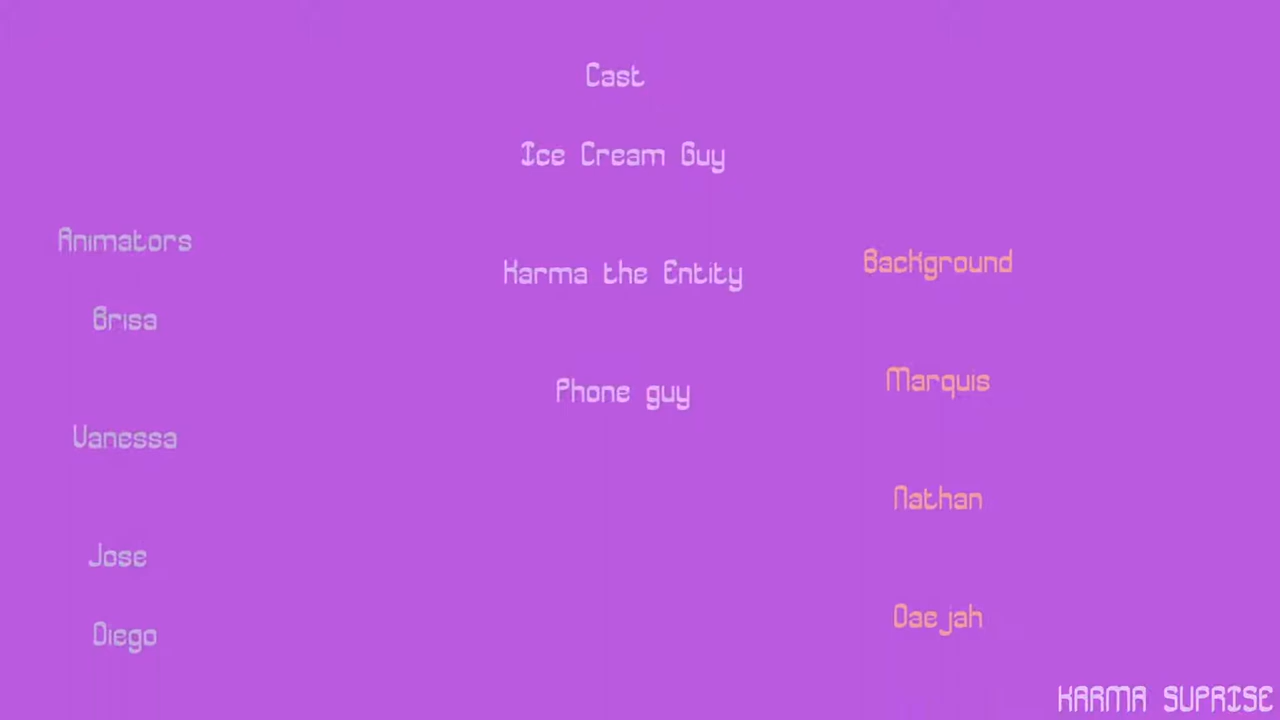 Cast
Ice Cream Guy
Karma the Entity
Phone guy
Animators
Brisa
Vanessa
Jose
Diego
Background
Marquis
Nathan
Daejah
KARMA SUPRISE